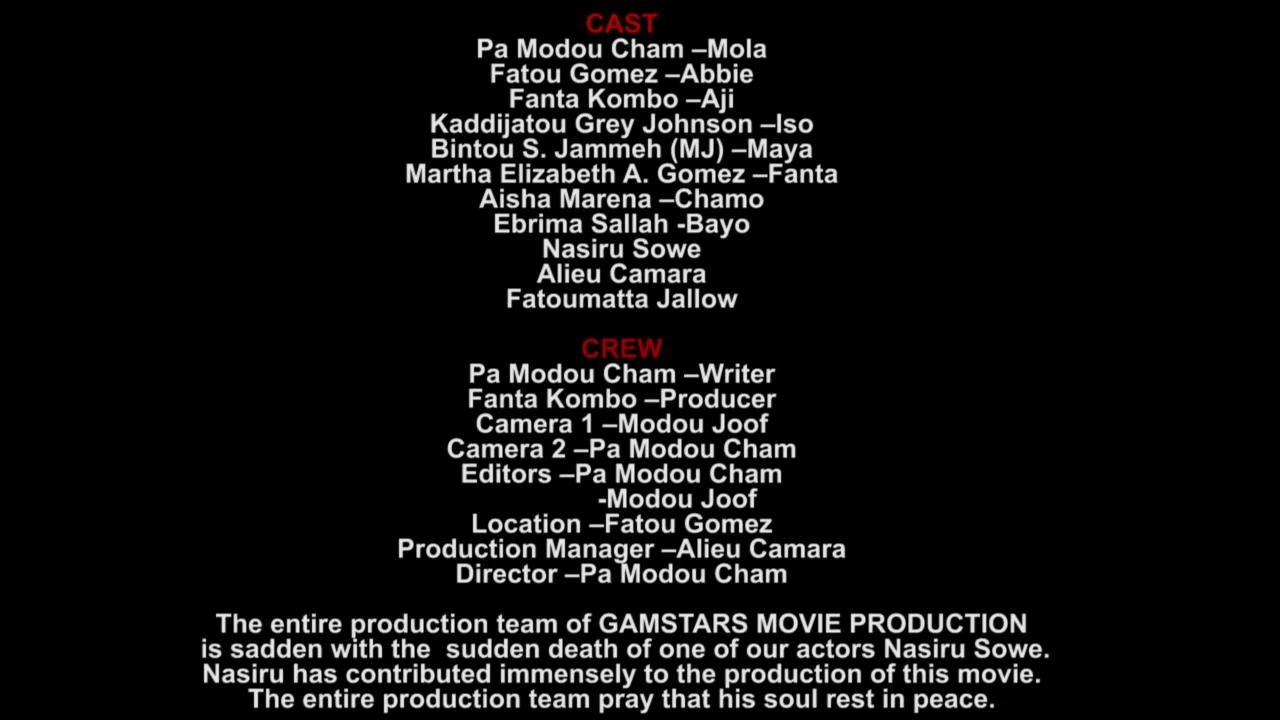 CAST
Pa Modou Cham –Mola
Fatou Gomez –Abbie
Fanta Kombo –Aji
Kaddijatou Grey Johnson –Iso
Bintou S. Jammeh (MJ) –Maya
Martha Elizabeth A. Gomez –Fanta
Aisha Marena –Chamo
Ebrima Sallah -Bayo
Nasiru Sowe
Alieu Camara
Fatoumatta Jallow
CREW
Pa Modou Cham –Writer
Fanta Kombo –Producer
Camera 1 –Modou Joof
Camera 2 –Pa Modou Cham
Editors –Pa Modou Cham
-Modou Joof
Location –Fatou Gomez
Production Manager –Alieu Camara
Director –Pa Modou Cham
The entire production team of GAMSTARS MOVIE PRODUCTION
is sadden with the  sudden death of one of our actors Nasiru Sowe.
Nasiru has contributed immensely to the production of this movie.
The entire production team pray that his soul rest in peace.